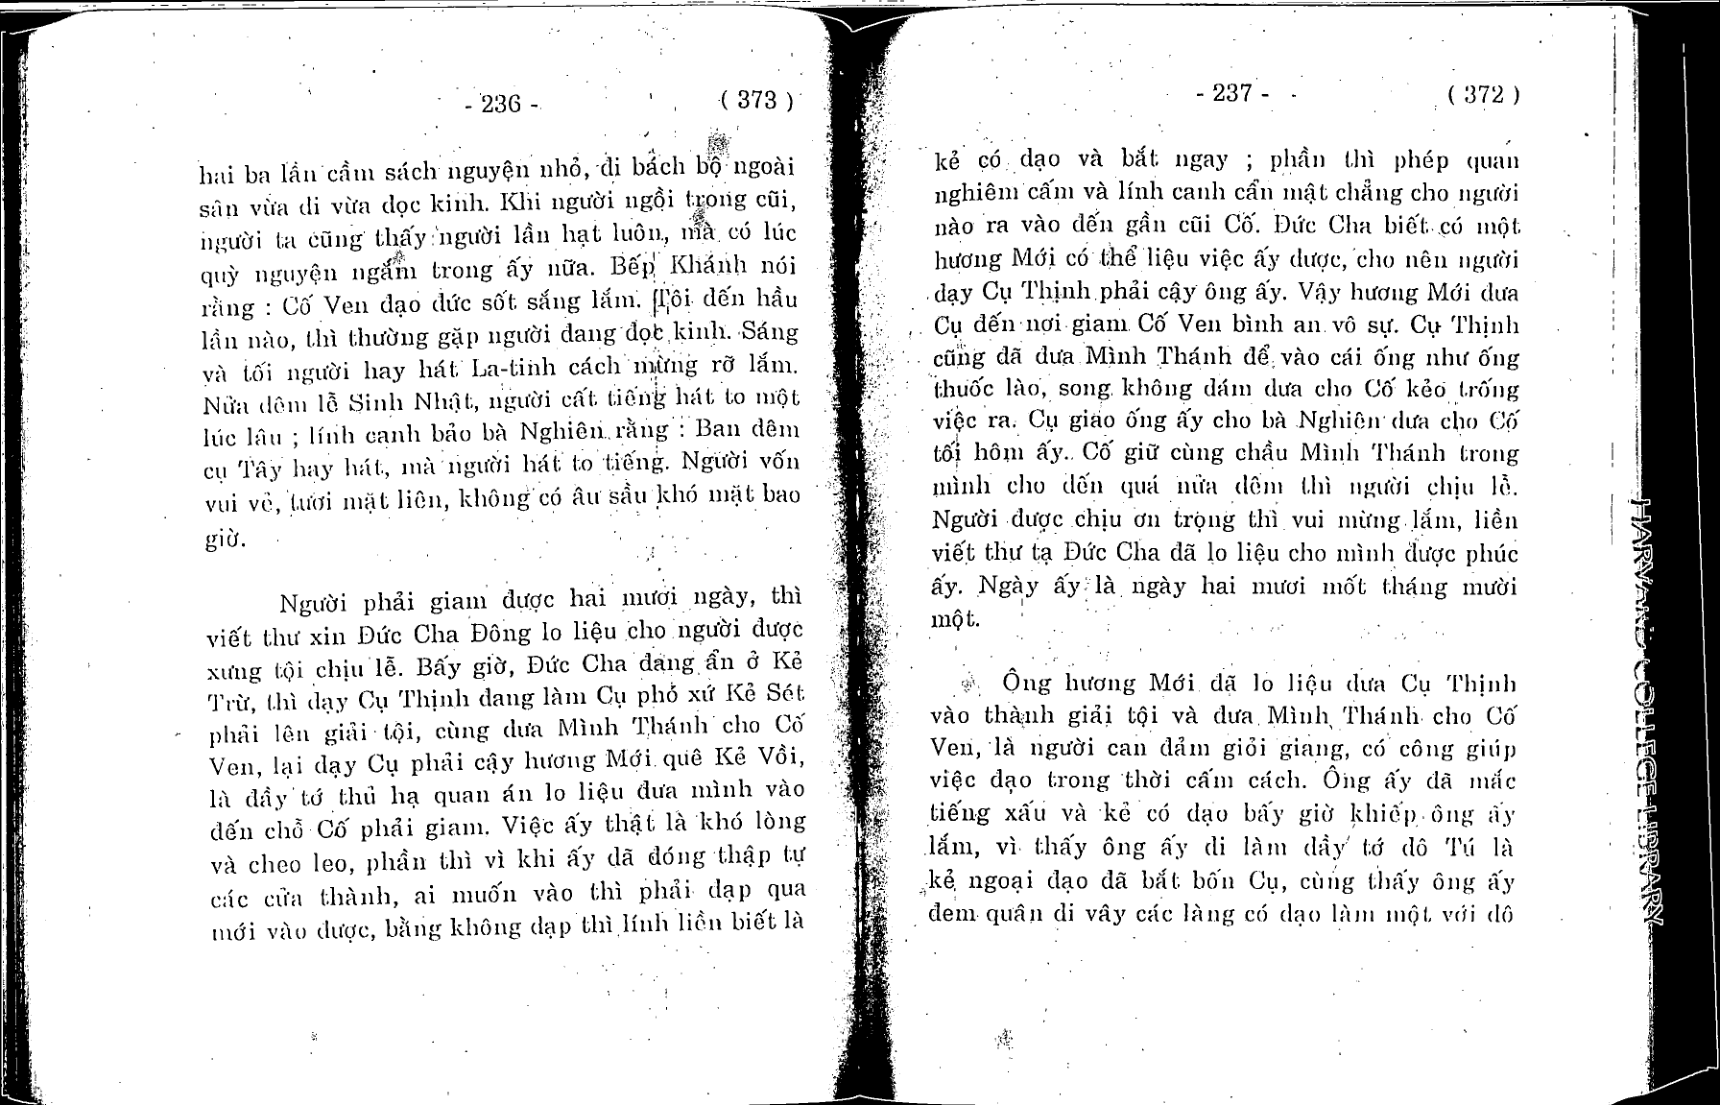 - 236 -
( 373 )
hai ba lần cầm sách nguyện nhỏ, đi bách bộ ngoài
sân vừa đi vừa đọc kinh. Khi người ngồi trong cũi,
người ta cũng thấy người lần hạt luôn, mà có lúc
quỳ nguyện ngắm trong ấy nữa. Bếp Khánh nói
rằng : Cố Ven đạo đức sốt sắng lắm. Tôi đến hầu
lần nào, thì thường gặp người đang đọc kinh. Sáng
và tối người hay hát La-tinh cách mừng rỡ lắm.
Nửa đêm lễ Sinh Nhật, người cất tiếng hát to một
lúc lâu ; lính canh bảo bà Nghiên rằng : Ban đêm
cụ Tây hay hát, mà người hát to tiếng. Người vốn
vui vẻ, tươi mặt liên, không có âu sầu khó mặt bao
giờ.
Người phải giam được hai mươi ngày, thì
viết thư xin Đức Cha Đông lo liệu cho người được
xưng tội chịu lễ. Bấy giờ, Đức Cha đang ẩn ở Kẻ
Trừ, thì dạy Cụ Thịnh đang làm Cụ phó xứ Kẻ Sét
phải lên giải tội, cùng đưa Mình Thánh cho Cố
Ven, lại dạy Cụ phải cậy hương Mới quê Kẻ Vồi,
là đầy tớ thủ hạ quan án lo liệu đưa mình vào
đến chỗ Cố phải giam. Việc ấy thật là khó lòng
và cheo leo, phần thì vì khi ấy đã đóng thập tự
các cửa thành, ai muốn vào thì phải đạp qua
mới vào được, bằng không đạp thì lính liền biết là
- 237 -
( 372 )
kẻ có đạo và bắt ngay ; phần thì phép quan
nghiêm cấm và lính canh cẩn mật chẳng cho người
nào ra vào đến gần cũi Cố. Đức Cha biết có một
hương Mới có thể liệu việc ấy được, cho nên người
dạy Cụ Thịnh phải cậy ông ấy. Vậy hương Mới đưa
Cụ đến nơi giam Cố Ven bình an vô sự. Cụ Thịnh
cũng đã đưa Mình Thánh để vào cái ống như ống
thuốc lào, song không dám đưa cho Cố kẻo trống
việc ra. Cụ giao ống ấy cho bà Nghiên đưa cho Cố
tối hôm ấy. Cố giữ cùng chầu Mình Thánh trong
mình cho đến quá nửa đêm thì người chịu lễ.
Người được chịu ơn trọng thì vui mừng lắm, liền
viết thư tạ Đức Cha đã lo liệu cho mình được phúc
ấy. Ngày ấy là ngày hai mươi mốt tháng mười
một.
Ông hương Mới đã lo liệu đưa Cụ Thịnh
vào thành giải tội và đưa Mình Thánh cho Cố
Ven, là người can đảm giỏi giang, có công giúp
việc đạo trong thời cấm cách. Ông ấy đã mắc
tiếng xấu và kẻ có đạo bấy giờ khiếp ông ấy
lắm, vì thấy ông ấy đi làm đầy tớ đô Tú là
kẻ ngoại đạo đã bắt bốn Cụ, cùng thấy ông ấy
đem quân đi vây các làng có đạo làm một với đô
HARVARD COLLEGE LIBRARY